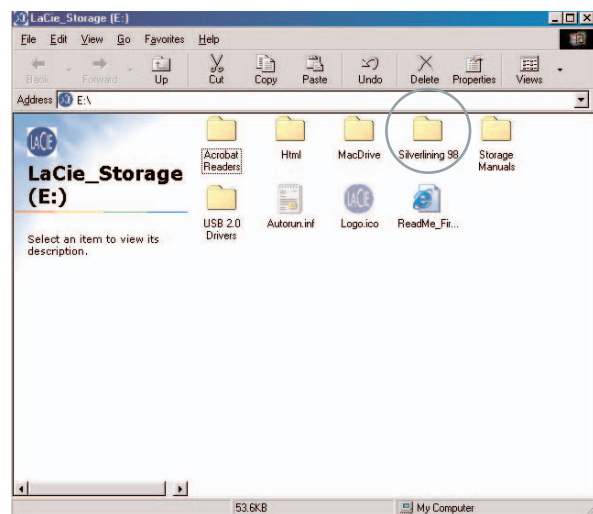 LaCie_Storage (E:)
File Edit View Go Favorites Help
Back Forward Up Cut Copy Paste Undo Delete Properties Views
Address E:\
LACIE
LaCie_Storage
(E:)
Select an item to view its
description.
Acrobat
Readers
Html
MacDrive
Silverlining 98
Storage
Manuals
USB 2.0
Drivers
Autorun.inf
LACIE
Logo.ico
ReadMe_Fir...
53.6KB
My Computer